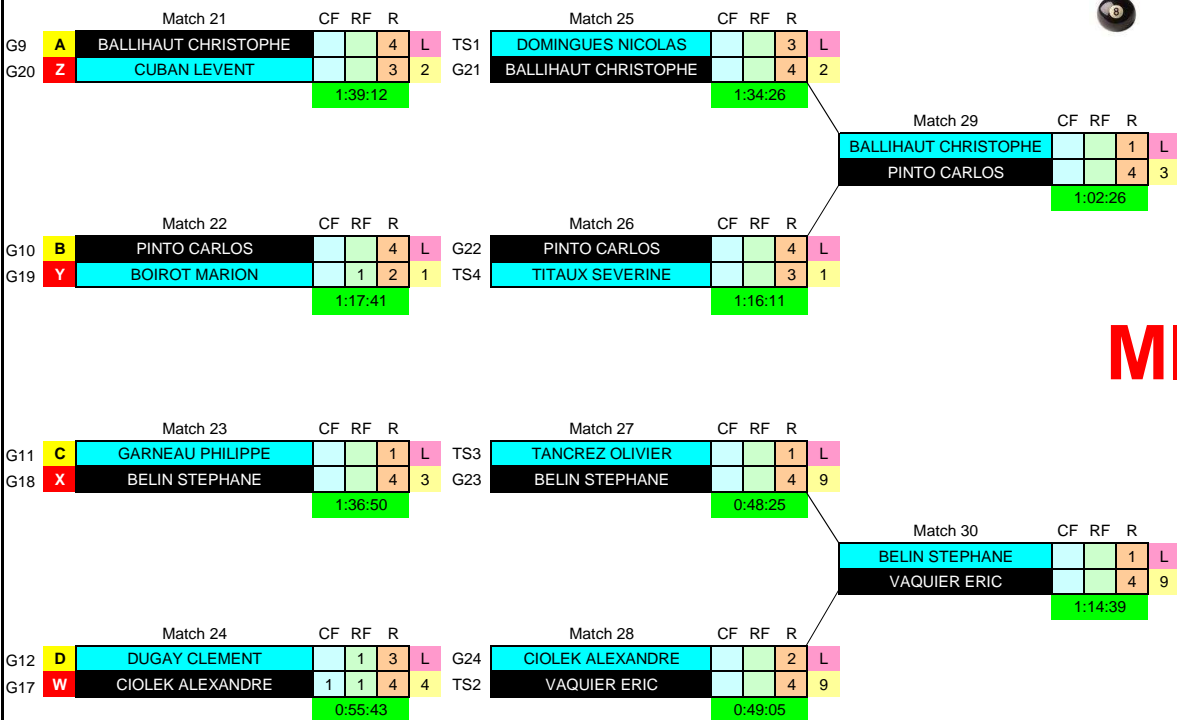 Match 21 CF RF R Match 25 CF RF R
G9 A BALLIHAUT CHRISTOPHE 4 L TS1 DOMINGUES NICOLAS 3 L
G20 Z CUBAN LEVENT 3 2 G21 BALLIHAUT CHRISTOPHE 4 2
1:39:12 1:34:26
Match 29 CF RF R
BALLIHAUT CHRISTOPHE 1 L
PINTO CARLOS 4 3
1:02:26
Match 22 CF RF R Match 26 CF RF R
G10 B PINTO CARLOS 4 L G22 PINTO CARLOS 4 L
G19 Y BOIROT MARION 1 2 1 TS4 TITAUX SEVERINE 3 1
1:17:41 1:16:11
Match 23 CF RF R Match 27 CF RF R
G11 C GARNEAU PHILIPPE 1 L TS3 TANCREZ OLIVIER 1 L
G18 X BELIN STEPHANE 4 3 G23 BELIN STEPHANE 4 9
1:36:50 0:48:25
Match 30 CF RF R
BELIN STEPHANE 1 L
VAQUIER ERIC 4 9
1:14:39
Match 24 CF RF R Match 28 CF RF R
G12 D DUGAY CLEMENT 1 3 L G24 CIOLEK ALEXANDRE 2 L
G17 W CIOLEK ALEXANDRE 1 1 4 4 TS2 VAQUIER ERIC 4 9
0:55:43 0:49:05